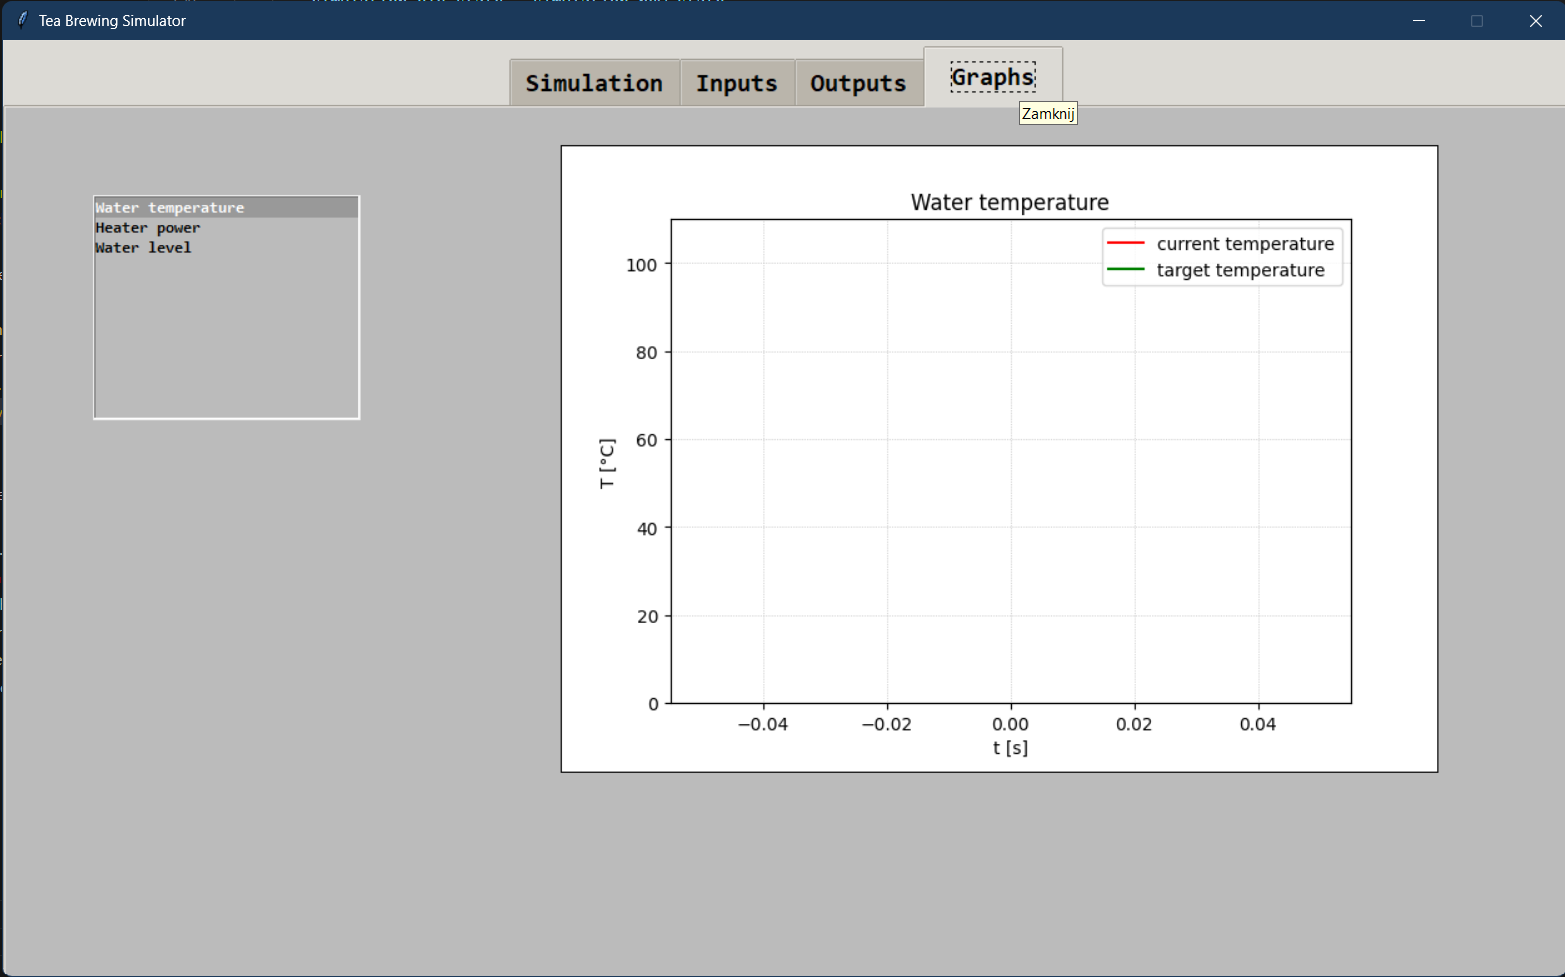 Tea Brewing Simulator
Simulation Inputs Outputs Graphs
Zamknij
Water temperature
Heater power
Water level
Water temperature
current temperature
target temperature
100
80
60
40
20
0
T [°C]
−0.04 −0.02 0.00 0.02 0.04
t [s]